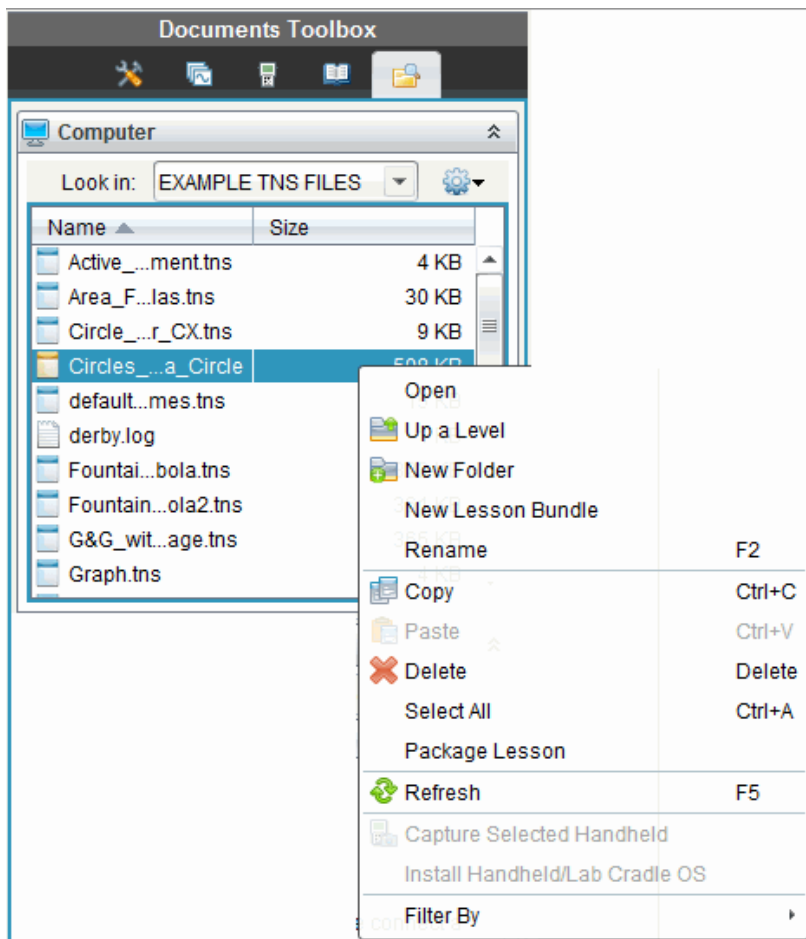 Documents Toolbox
Computer
Look in: EXAMPLE TNS FILES
Name Size
Active_...ment.tns 4 KB
Area_F...las.tns 30 KB
Circle_...r_CX.tns 9 KB
Circles_...a_Circle
default...mes.tns
derby.log
Fountai...bola.tns
Fountain...ola2.tns
G&G_wit...age.tns
Graph.tns
Open
Up a Level
New Folder
New Lesson Bundle
Rename F2
Copy Ctrl+C
Paste Ctrl+V
Delete Delete
Select All Ctrl+A
Package Lesson
Refresh F5
Capture Selected Handheld
Install Handheld/Lab Cradle OS
Filter By